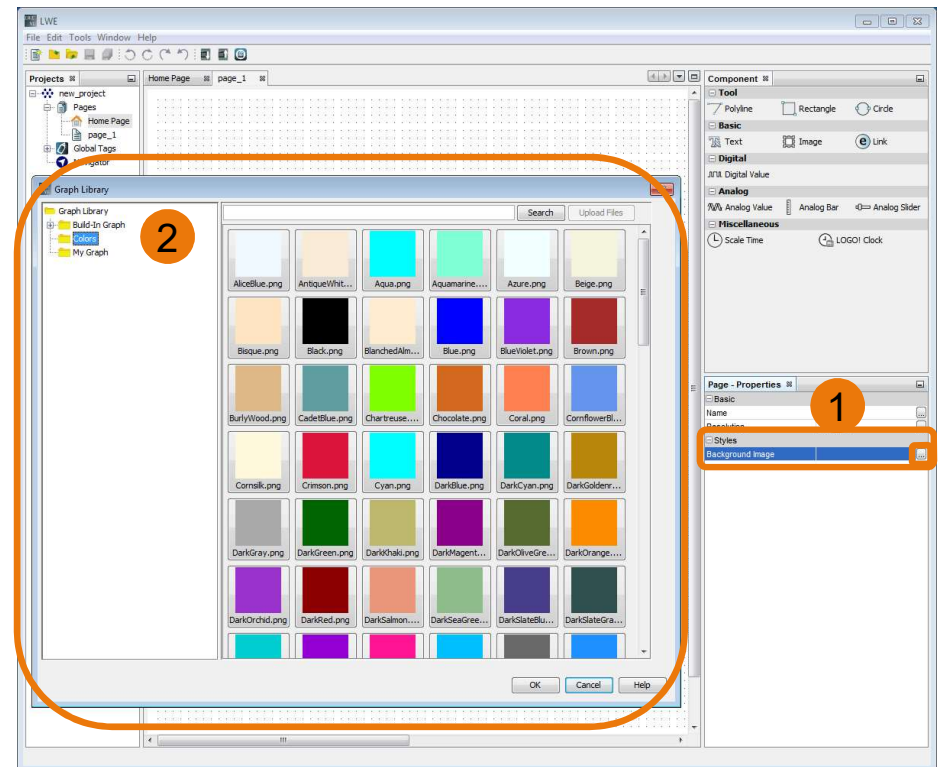 LWE
File Edit Tools Window Help
Projects
new_project
Pages
Home Page
page_1
Global Tags
Home Page page_1
Component
Tool
Polyline Rectangle Circle
Basic
Text Image Link
Digital
Digital Value
Analog
Analog Value Analog Bar Analog Slider
Miscellaneous
Scale Time LOGO! Clock
Page - Properties
Basic
Name ...
1
Styles
Background Image ...
Graph Library
2
Graph Library
Build-In Graph
Colors
My Graph
Search Upload Files
AliceBlue.png AntiqueWhit... Aqua.png Aquamarine.... Azure.png Beige.png
Bisque.png Black.png BlanchedAlm... Blue.png BlueViolet.png Brown.png
BurlyWood.png CadetBlue.png Chartreuse.... Chocolate.png Coral.png CornflowerBl...
Cornsilk.png Crimson.png Cyan.png DarkBlue.png DarkCyan.png DarkGoldenr...
DarkGray.png DarkGreen.png DarkKhaki.png DarkMagent... DarkOliveGre... DarkOrange....
DarkOrchid.png DarkRed.png DarkSalmon.... DarkSeaGree... DarkSlateBlu... DarkSlateGra...
OK Cancel Help